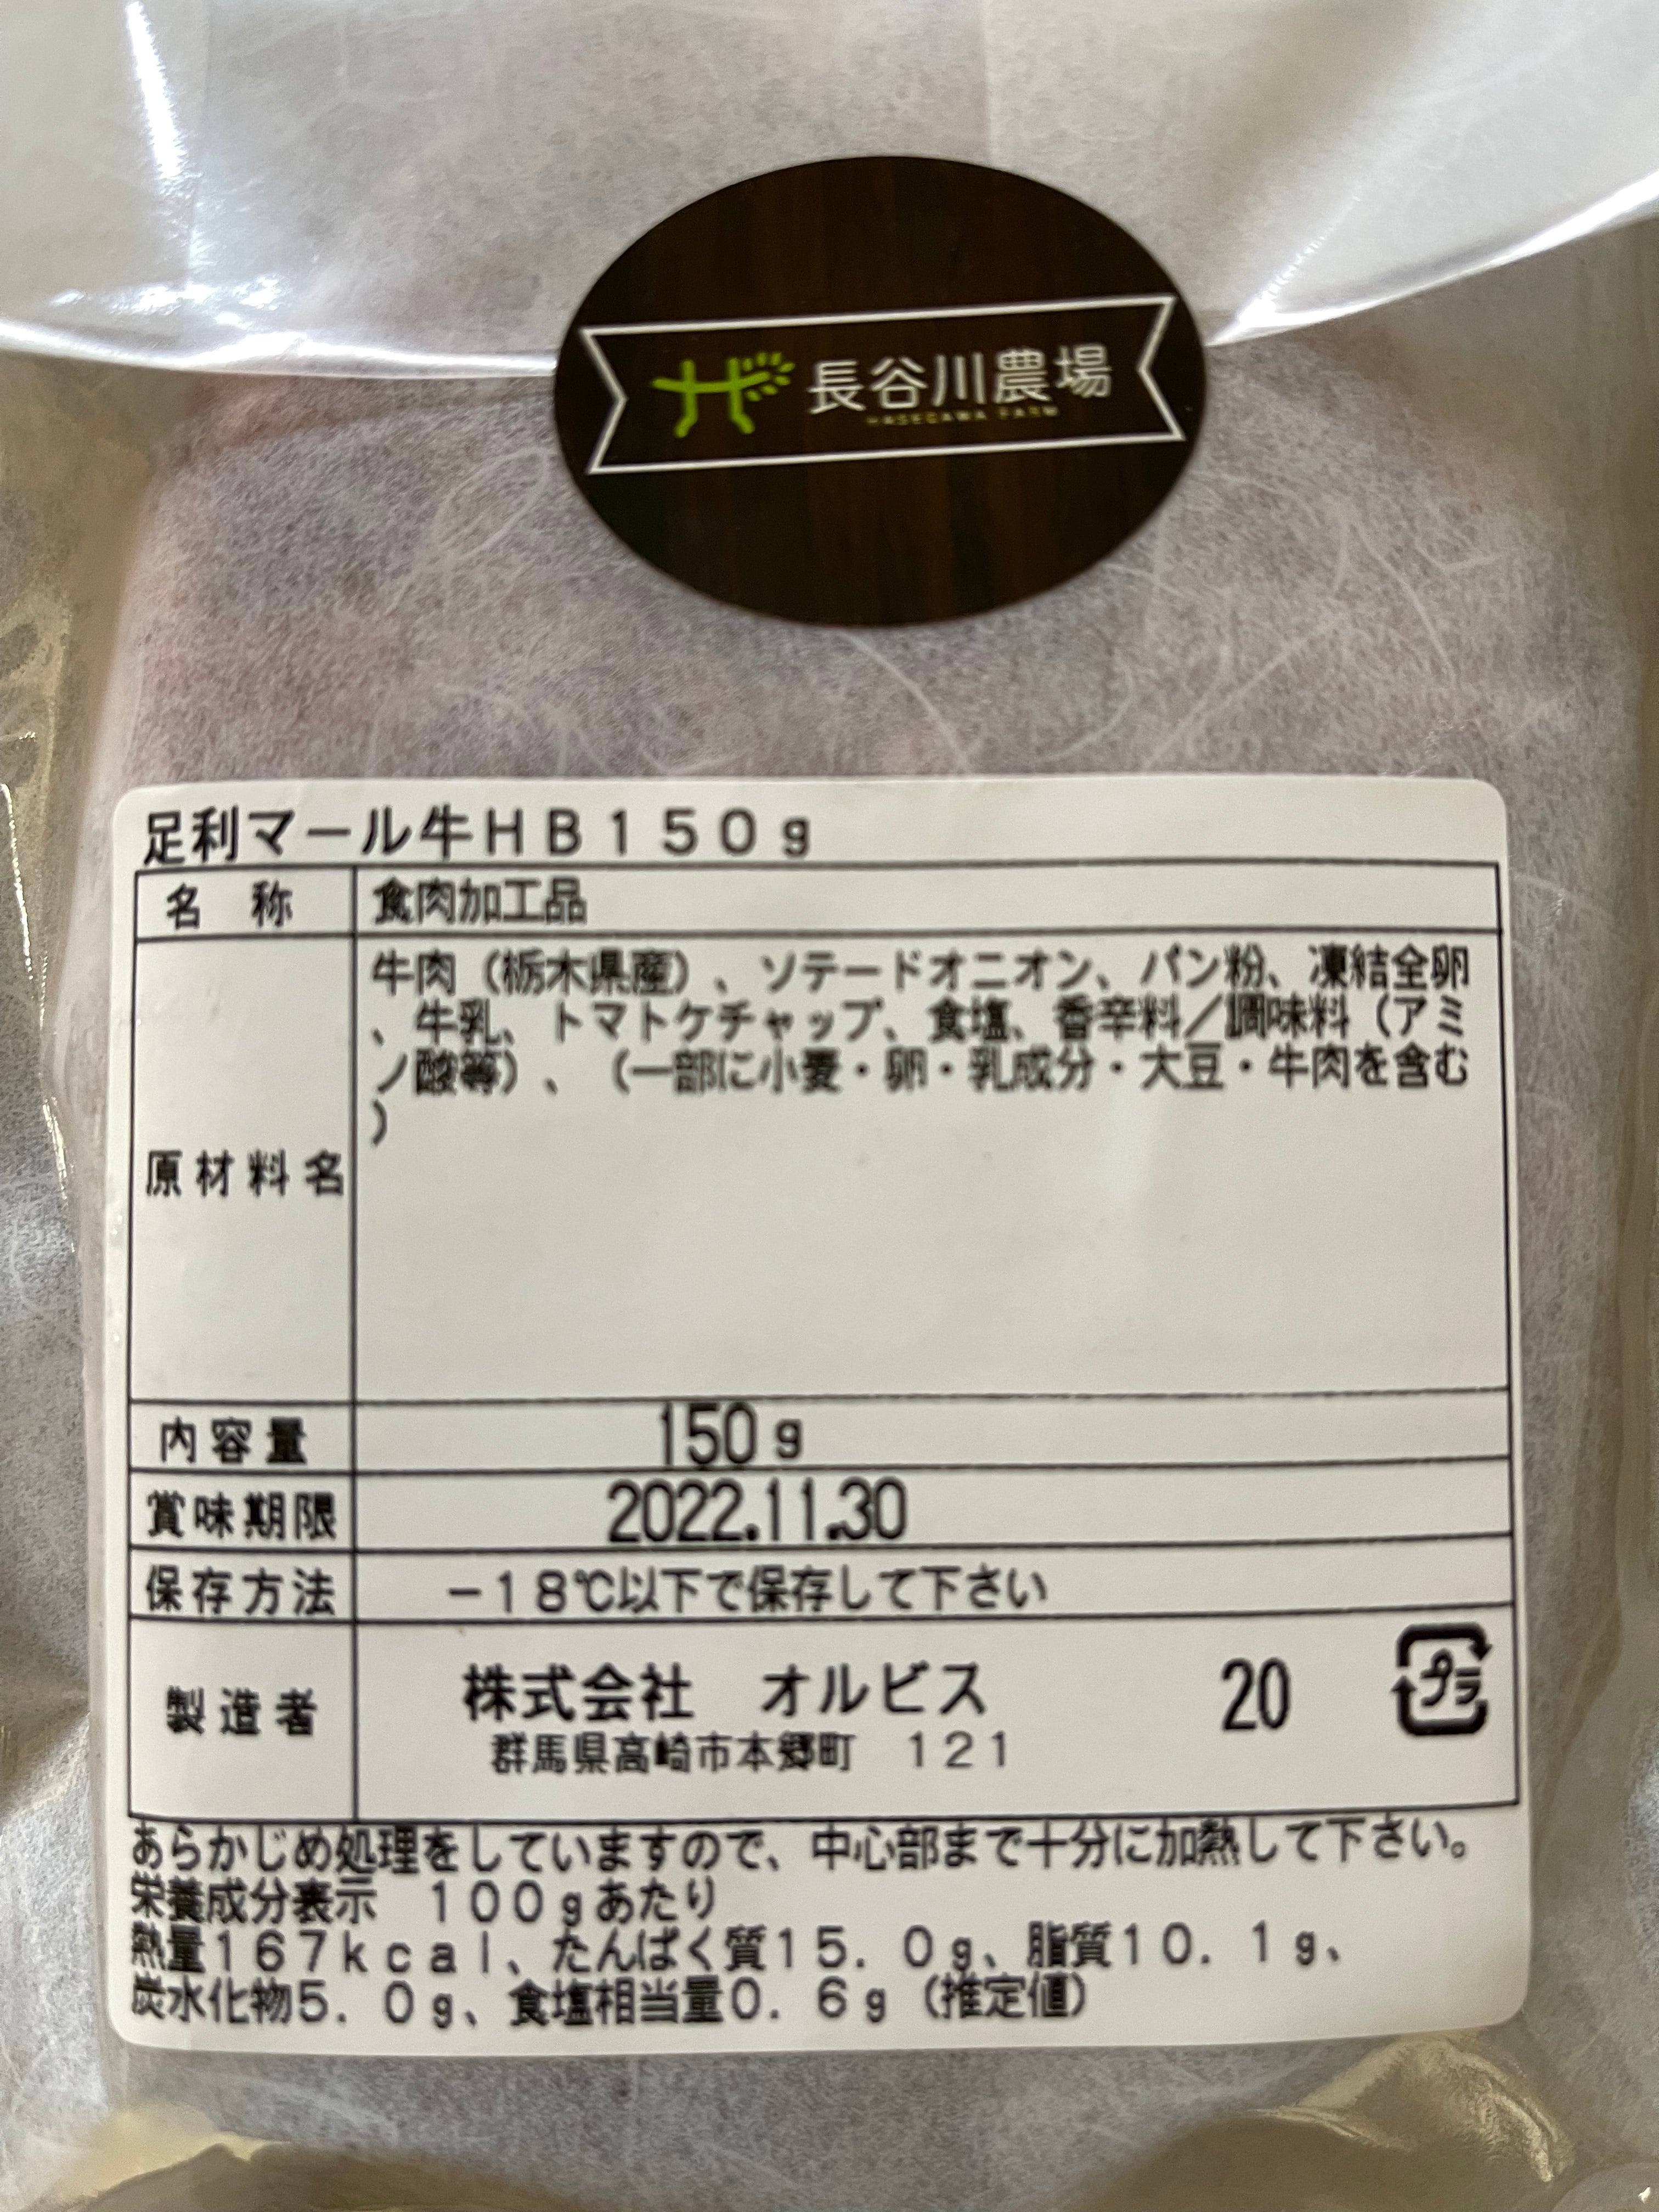 長谷川農場
HASEGAWA FARM
足利マール牛HB150g
名称 食肉加工品
原材料名
牛肉（栃木県産）、ソテードオニオン、パン粉、凍結全卵
、牛乳、トマトケチャップ、食塩、香辛料／調味料（アミ
ノ酸等）、（一部に小麦・卵・乳成分・大豆・牛肉を含む
）
内容量 150g
賞味期限 2022.11.30
保存方法 －18℃以下で保存して下さい
製造者 株式会社 オルビス 20 プラ
群馬県高崎市本郷町 121
あらかじめ処理をしていますので、中心部まで十分に加熱して下さい。
栄養成分表示 100gあたり
熱量167kcal、たんぱく質15．0g、脂質10．1g、
炭水化物5．0g、食塩相当量0．6g（推定値）